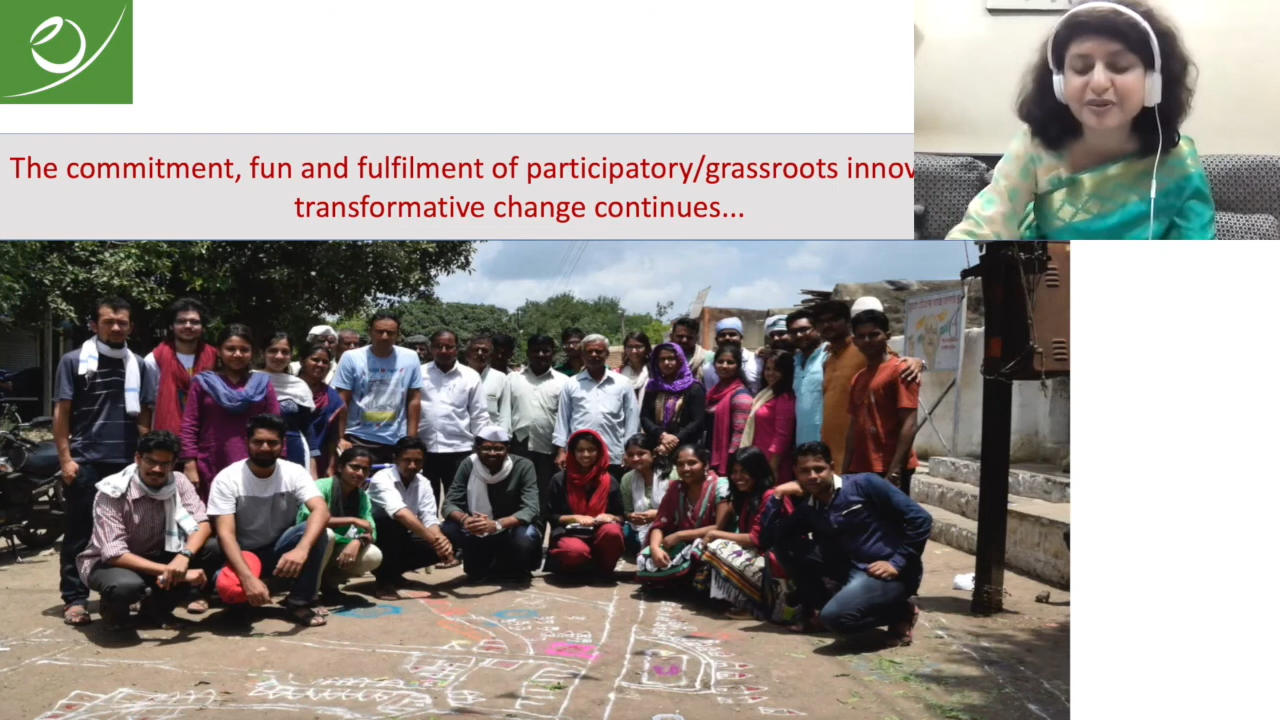 The commitment, fun and fulfilment of participatory/grassroots innov
transformative change continues...